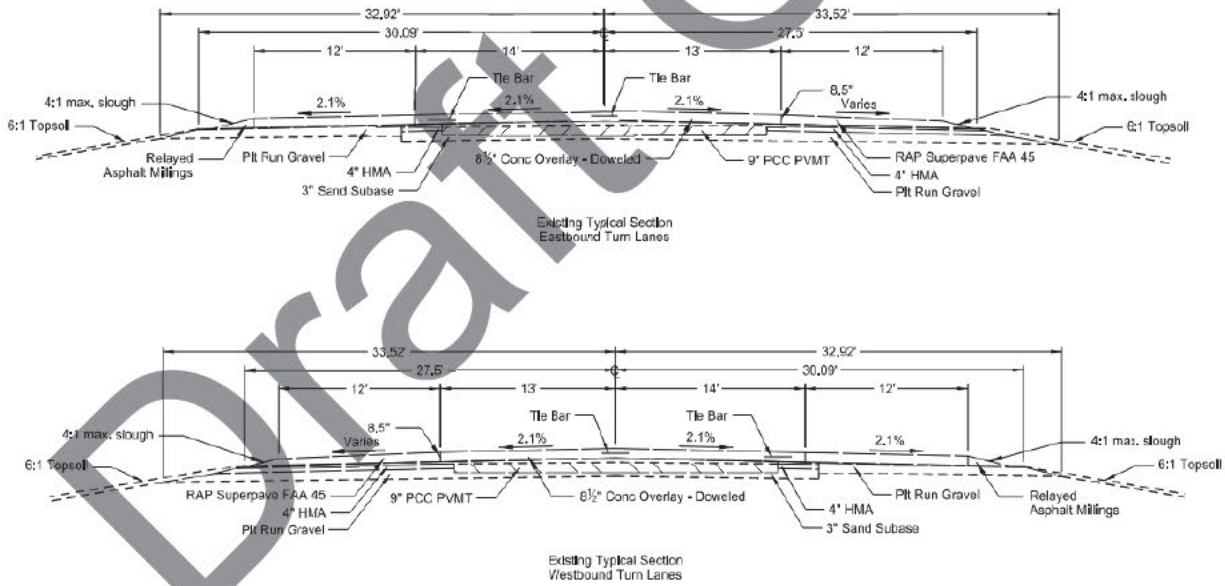 32.92'
33.52'
30.09'
27.5'
12'
14'
13'
12'
Tie Bar
Tie Bar
8.5"
4:1 max. slough
2.1%
2.1%
2.1%
Varies
4:1 max. slough
6:1 Topsoil
6:1 Topsoil
Relayed
Asphalt Millings
Pit Run Gravel
8½" Conc Overlay - Doweled
9" PCC PVMT
RAP Superpave FAA 45
4" HMA
4" HMA
3" Sand Subase
Pit Run Gravel
Existing Typical Section
Eastbound Turn Lanes
33.52'
32.92'
27.5'
30.09'
12'
13'
14'
12'
8.5"
Tie Bar
Tie Bar
4:1 max. slough
Varies
2.1%
2.1%
2.1%
4:1 max. slough
6:1 Topsoil
6:1 Topsoil
RAP Superpave FAA 45
9" PCC PVMT
8½" Conc Overlay - Doweled
Pit Run Gravel
Relayed
Asphalt Millings
4" HMA
4" HMA
Pit Run Gravel
3" Sand Subase
Existing Typical Section
Westbound Turn Lanes
Draft